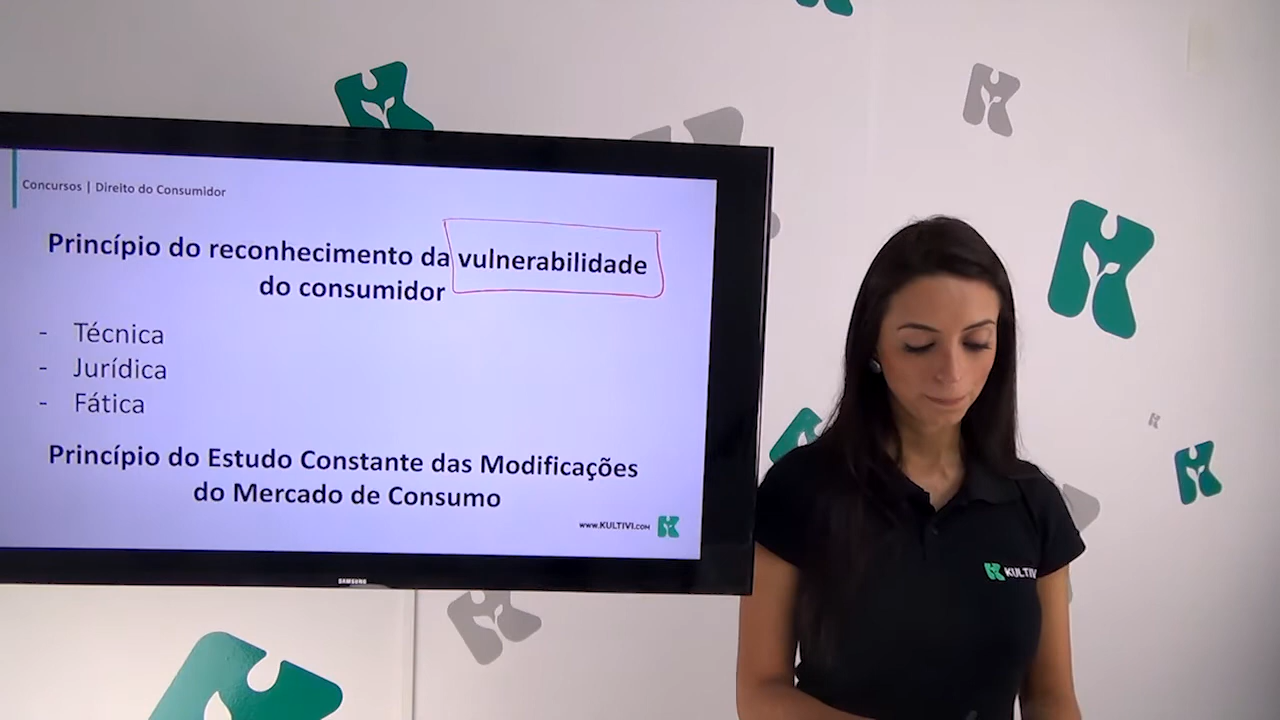 Concursos | Direito do Consumidor
Princípio do reconhecimento da vulnerabilidade
do consumidor
- Técnica
- Jurídica
- Fática
Princípio do Estudo Constante das Modificações
do Mercado de Consumo
www.KULTIVI.COM
SAMSUNG
KULTIVI